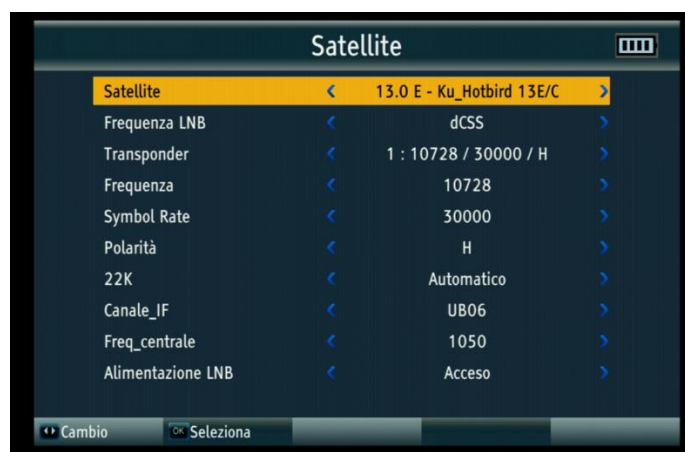 Satellite
Satellite 13.0 E - Ku_Hotbird 13E/C
Frequenza LNB dCSS
Transponder 1 : 10728 / 30000 / H
Frequenza 10728
Symbol Rate 30000
Polarità H
22K Automatico
Canale_IF UB06
Freq_centrale 1050
Alimentazione LNB Acceso
Cambio OK Seleziona